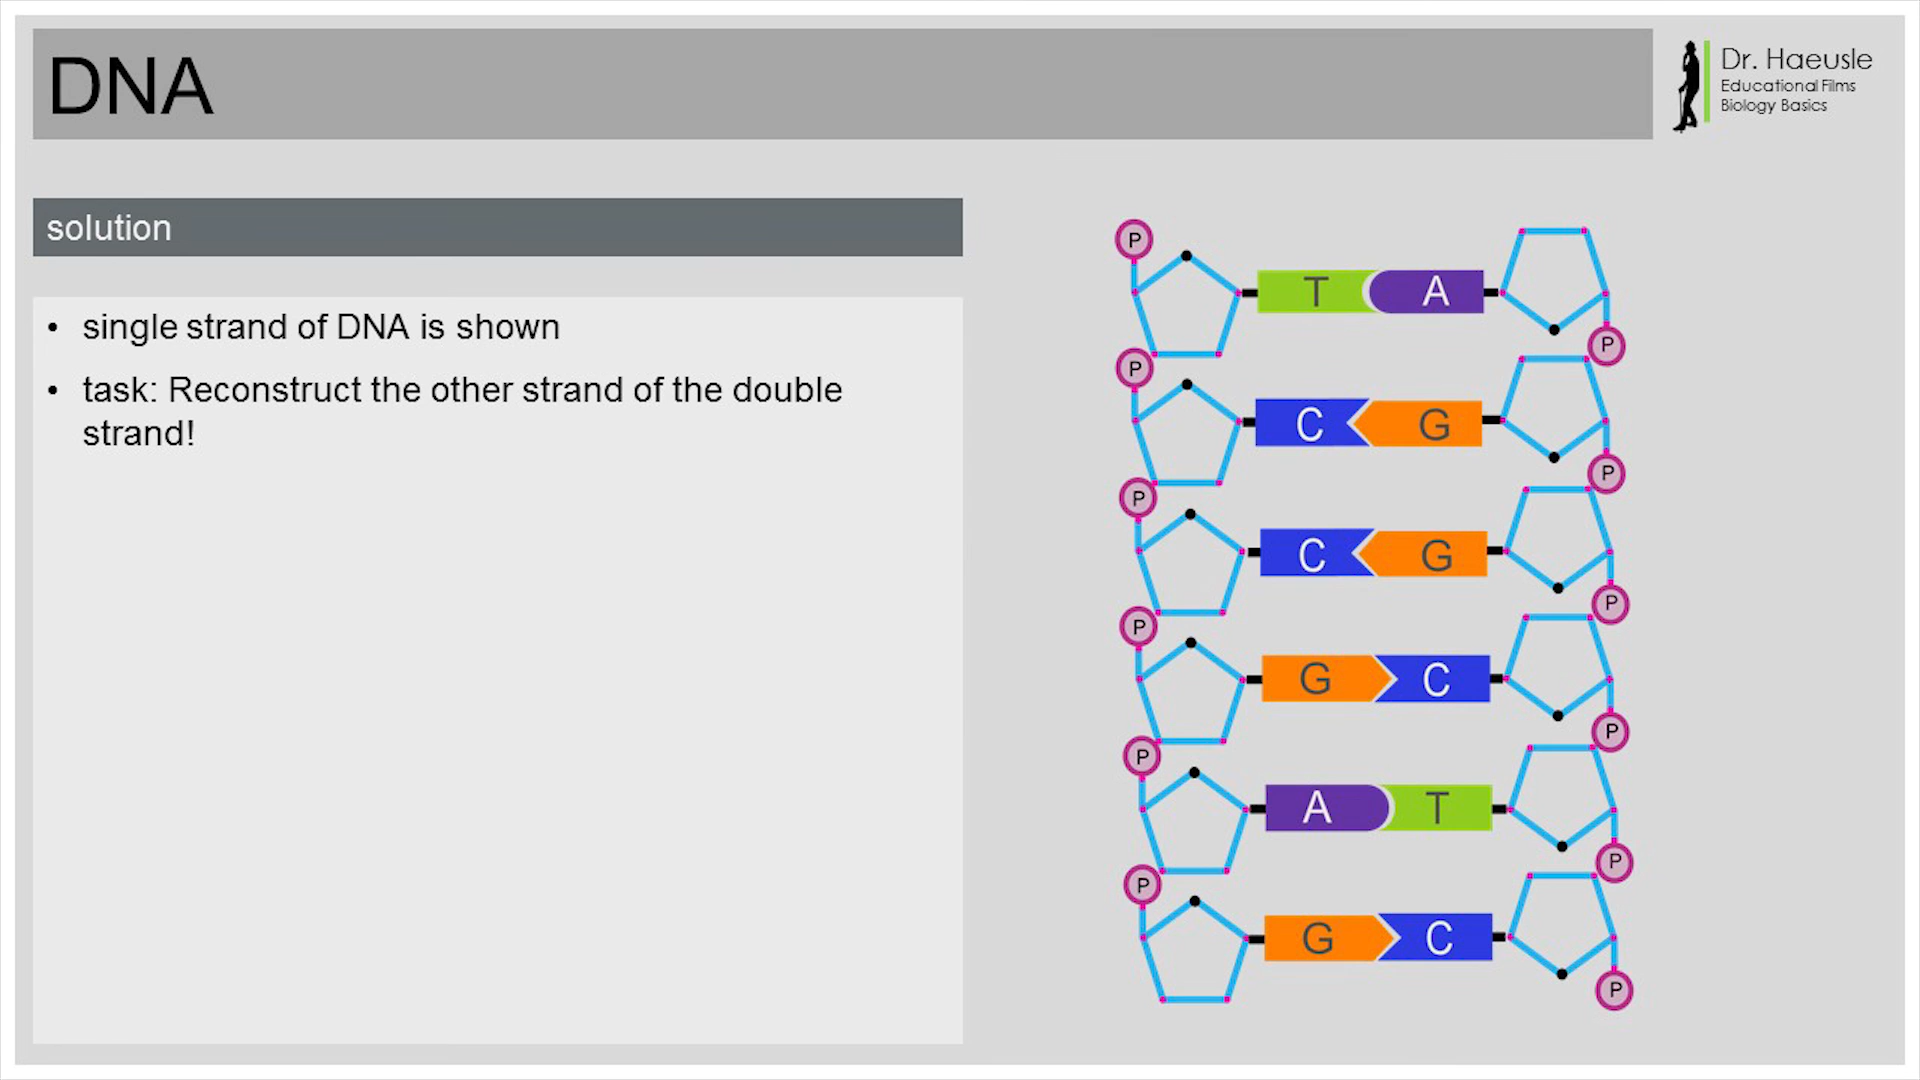 DNA
Dr. Haeusle
Educational Films
Biology Basics
solution
• single strand of DNA is shown
• task: Reconstruct the other strand of the double
strand!
P
T A
P
P
C G
P
P
C G
P
P
G C
P
P
A T
P
P
G C
P